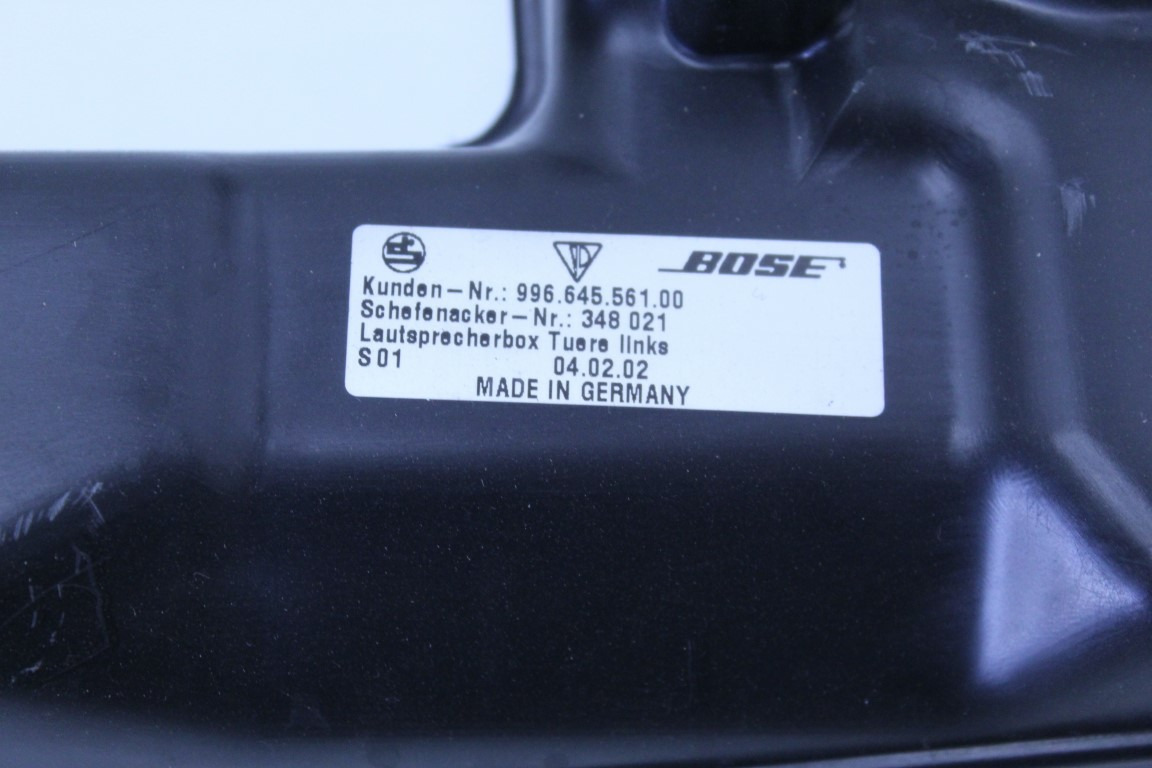 BOSE
Kunden-Nr.: 996.645.561.00
Schefenacker-Nr.: 348 021
Lautsprecherbox Tuere links
S01 04.02.02
MADE IN GERMANY